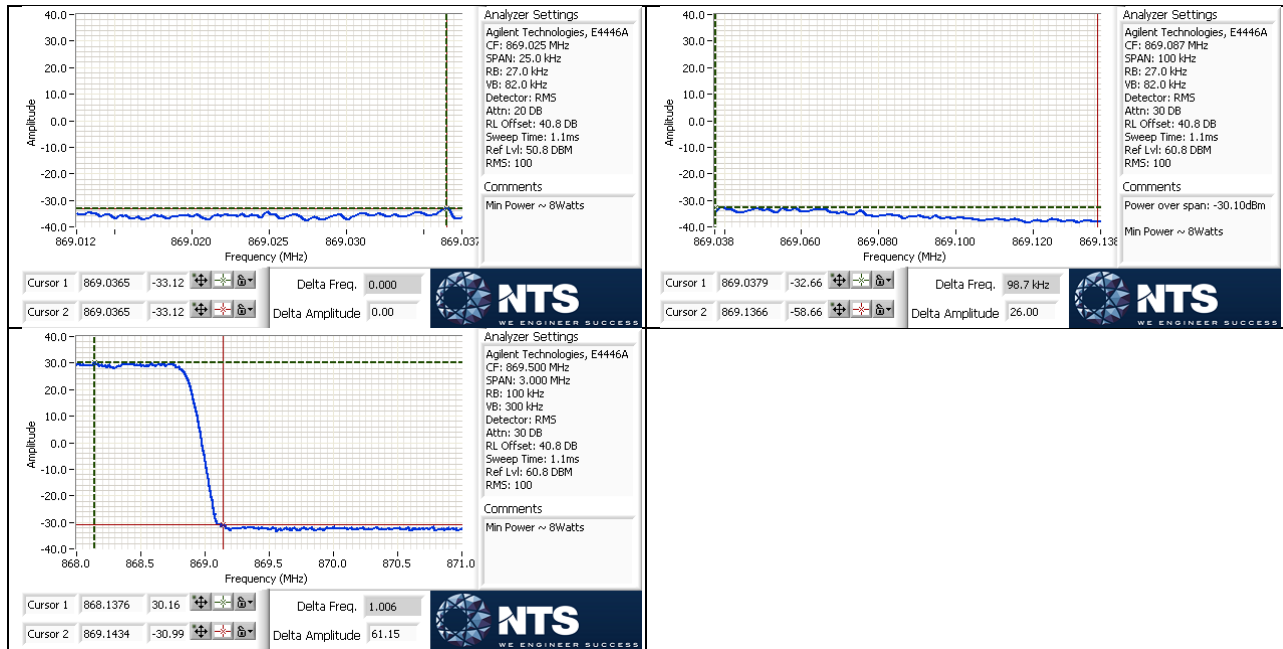 40.0
30.0
20.0
10.0
0.0
-10.0
-20.0
-30.0
-40.0
Amplitude
869.012 869.020 869.025 869.030 869.037
Frequency (MHz)
Analyzer Settings
Agilent Technologies, E4446A
CF: 869.025 MHz
SPAN: 25.0 kHz
RB: 27.0 kHz
VB: 82.0 kHz
Detector: RMS
Attn: 20 DB
RL Offset: 40.8 DB
Sweep Time: 1.1ms
Ref Lvl: 50.8 DBM
RMS: 100
Comments
Min Power ~ 8Watts
Cursor 1 869.0365 -33.12
Cursor 2 869.0365 -33.12
Delta Freq. 0.000
Delta Amplitude 0.00
NTS
WE ENGINEER SUCCESS
40.0
30.0
20.0
10.0
0.0
-10.0
-20.0
-30.0
-40.0
Amplitude
869.038 869.060 869.080 869.100 869.120 869.138
Frequency (MHz)
Analyzer Settings
Agilent Technologies, E4446A
CF: 869.087 MHz
SPAN: 100 kHz
RB: 27.0 kHz
VB: 82.0 kHz
Detector: RMS
Attn: 30 DB
RL Offset: 40.8 DB
Sweep Time: 1.1ms
Ref Lvl: 60.8 DBM
RMS: 100
Comments
Power over span: -30.10dBm
Min Power ~ 8Watts
Cursor 1 869.0379 -32.66
Cursor 2 869.1366 -58.66
Delta Freq. 98.7 kHz
Delta Amplitude 26.00
NTS
WE ENGINEER SUCCESS
40.0
30.0
20.0
10.0
0.0
-10.0
-20.0
-30.0
-40.0
Amplitude
868.0 868.5 869.0 869.5 870.0 870.5 871.0
Frequency (MHz)
Analyzer Settings
Agilent Technologies, E4446A
CF: 869.500 MHz
SPAN: 3.000 MHz
RB: 100 kHz
VB: 300 kHz
Detector: RMS
Attn: 30 DB
RL Offset: 40.8 DB
Sweep Time: 1.1ms
Ref Lvl: 60.8 DBM
RMS: 100
Comments
Min Power ~ 8Watts
Cursor 1 868.1376 30.16
Cursor 2 869.1434 -30.99
Delta Freq. 1.006
Delta Amplitude 61.15
NTS
WE ENGINEER SUCCESS